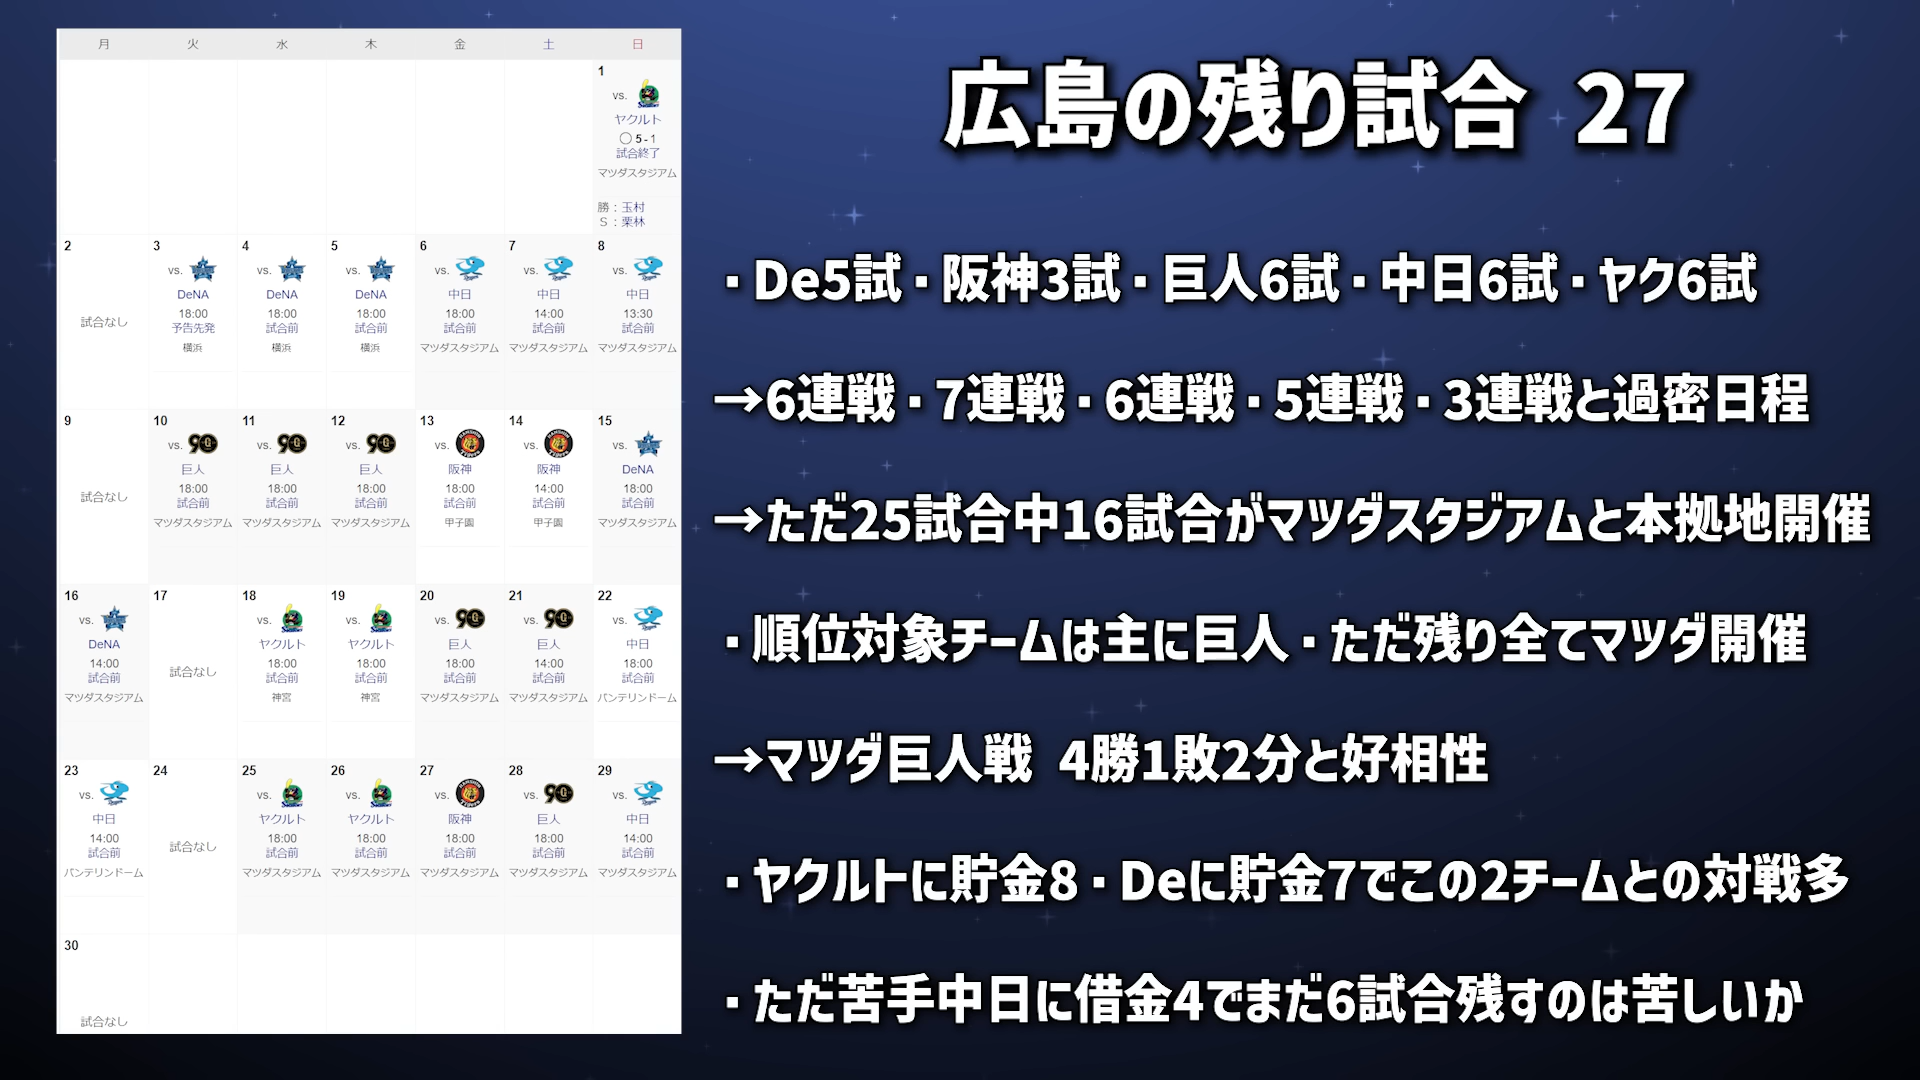 月 火 水 木 金 土 日
1
vs.
ヤクルト
○ 5 - 1
試合終了
マツダスタジアム
勝：玉村
S：栗林
2 3 4 5 6 7 8
vs. vs. vs. vs. vs. vs.
DeNA DeNA DeNA 中日 中日 中日
18:00 18:00 18:00 18:00 14:00 13:30
試合なし 予告先発 試合前 試合前 試合前 試合前 試合前
横浜 横浜 横浜 マツダスタジアム マツダスタジアム マツダスタジアム
9 10 11 12 13 14 15
vs. vs. vs. vs. vs. vs.
巨人 巨人 巨人 阪神 阪神 DeNA
18:00 18:00 18:00 18:00 14:00 18:00
試合なし 試合前 試合前 試合前 試合前 試合前 試合前
マツダスタジアム マツダスタジアム マツダスタジアム 甲子園 甲子園 マツダスタジアム
16 17 18 19 20 21 22
vs. vs. vs. vs. vs. vs.
DeNA ヤクルト ヤクルト 巨人 巨人 中日
14:00 18:00 18:00 18:00 14:00 18:00
試合前 試合なし 試合前 試合前 試合前 試合前 試合前
マツダスタジアム 神宮 神宮 マツダスタジアム マツダスタジアム バンテリンドーム
23 24 25 26 27 28 29
vs. vs. vs. vs. vs. vs.
中日 ヤクルト ヤクルト 阪神 巨人 中日
14:00 18:00 18:00 18:00 18:00 14:00
試合前 試合なし 試合前 試合前 試合前 試合前 試合前
バンテリンドーム マツダスタジアム マツダスタジアム マツダスタジアム マツダスタジアム マツダスタジアム
30
試合なし
広島の残り試合 27
・De5試・阪神3試・巨人6試・中日6試・ヤク6試
→6連戦・7連戦・6連戦・5連戦・3連戦と過密日程
→ただ25試合中16試合がマツダスタジアムと本拠地開催
・順位対象チームは主に巨人・ただ残り全てマツダ開催
→マツダ巨人戦 4勝1敗2分と好相性
・ヤクルトに貯金8・Deに貯金7でこの2チームとの対戦多
・ただ苦手中日に借金4でまだ6試合残すのは苦しいか